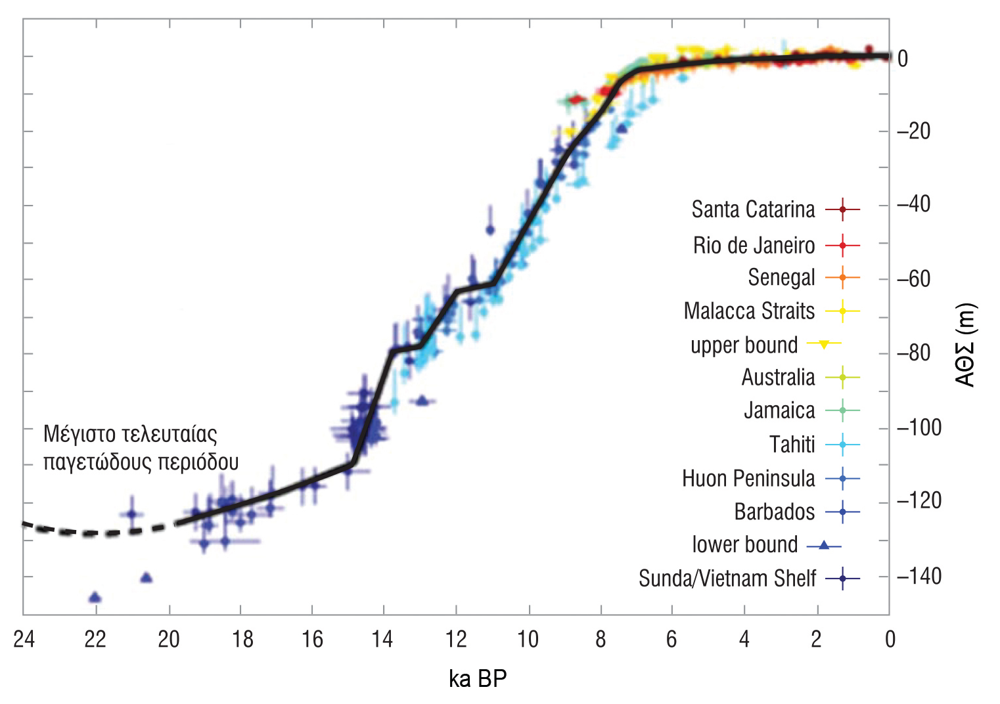 0
–20
–40
–60
–80
–100
–120
–140
ΑΘΣ (m)
Santa Catarina
Rio de Janeiro
Senegal
Malacca Straits
upper bound
Australia
Jamaica
Tahiti
Huon Peninsula
Barbados
lower bound
Sunda/Vietnam Shelf
Μέγιστο τελευταίας
παγετώδους περιόδου
24 22 20 18 16 14 12 10 8 6 4 2 0
ka BP